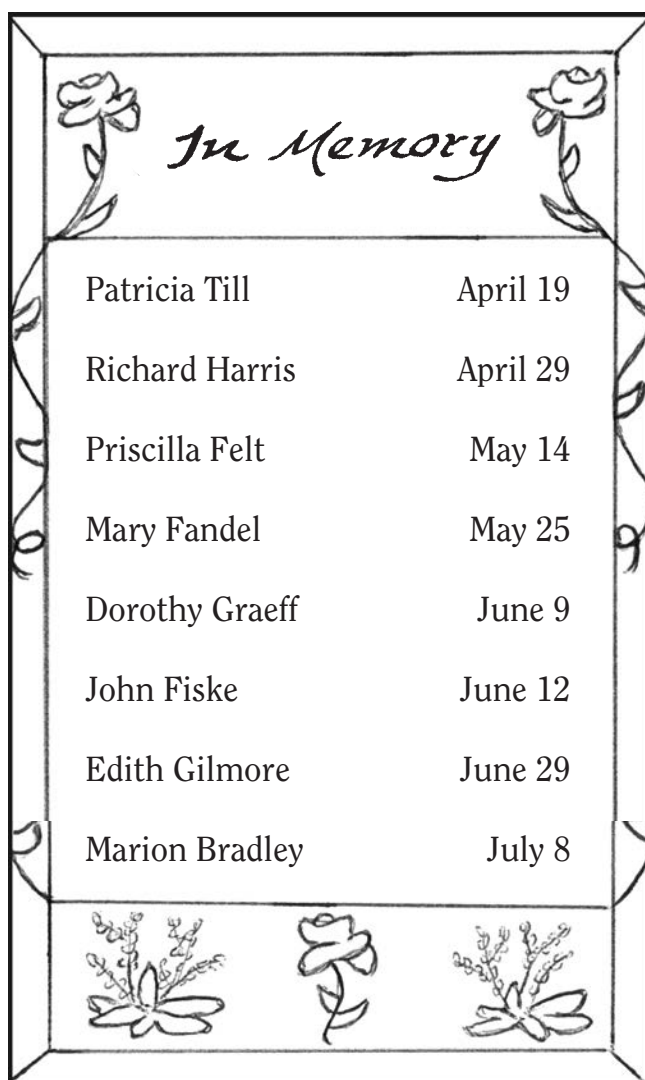 In Memory
Patricia Till April 19
Richard Harris April 29
Priscilla Felt May 14
Mary Fandel May 25
Dorothy Graeff June 9
John Fiske June 12
Edith Gilmore June 29
Marion Bradley July 8